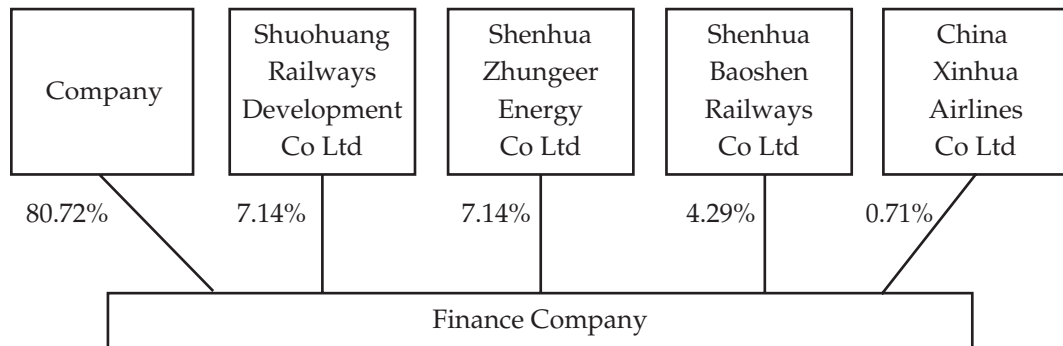 Company
Shuohuang
Railways
Development
Co Ltd
Shenhua
Zhungeer
Energy
Co Ltd
Shenhua
Baoshen
Railways
Co Ltd
China
Xinhua
Airlines
Co Ltd
80.72%
7.14%
7.14%
4.29%
0.71%
Finance Company